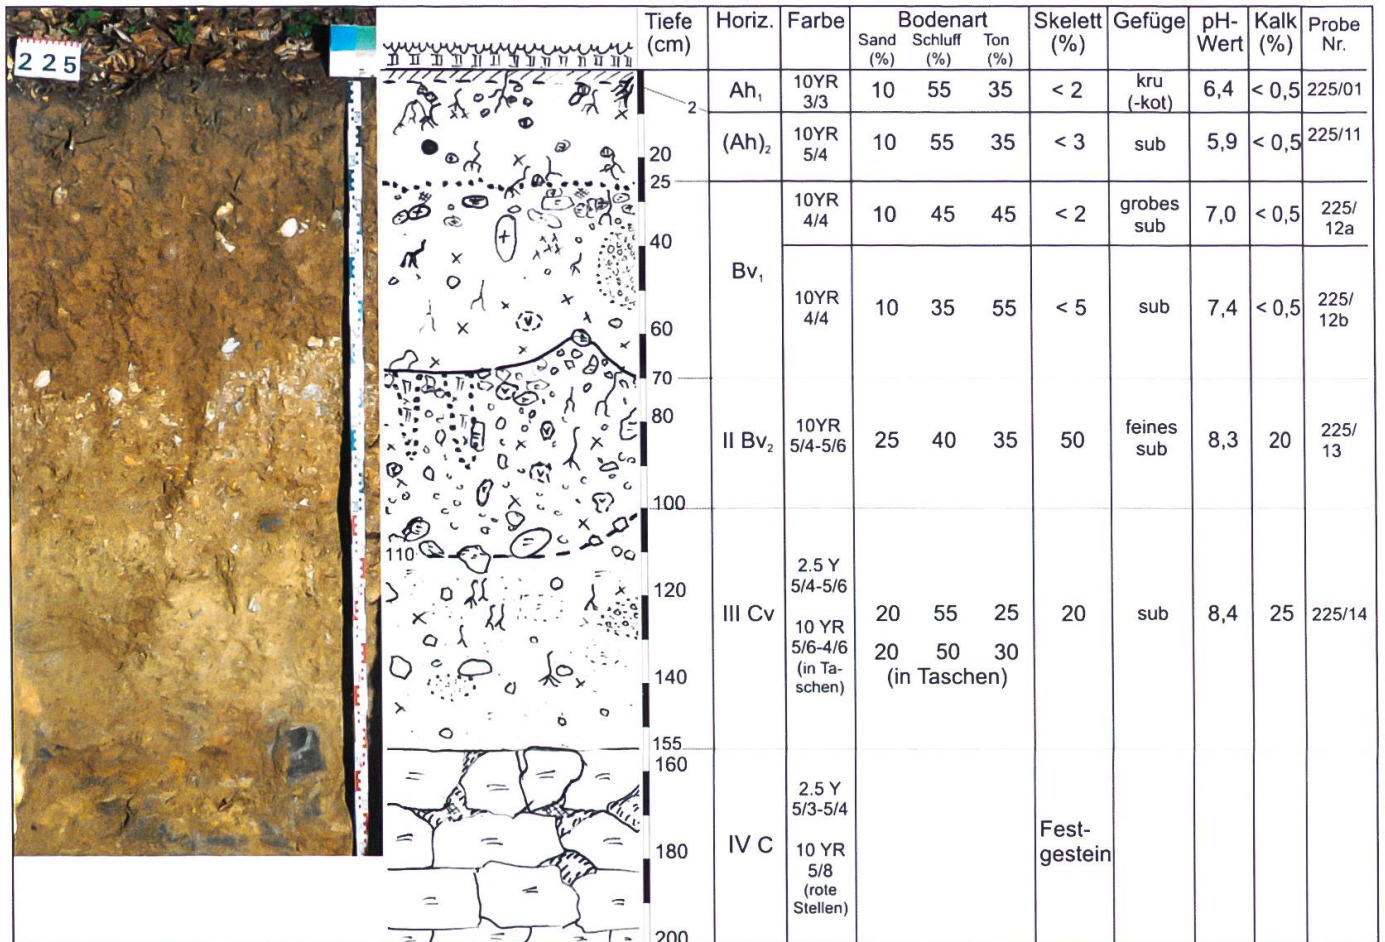 225
Tiefe (cm) Horiz. Farbe Bodenart Skelett (%) Gefüge pH-Wert Kalk (%) Probe Nr.
Sand (%) Schluff (%) Ton (%)
2
Ah₁ 10YR 3/3 10 55 35 < 2 kru (-kot) 6,4 < 0,5 225/01
(Ah)₂ 10YR 5/4 10 55 35 < 3 sub 5,9 < 0,5 225/11
20
25
Bv₁ 10YR 4/4 10 45 45 < 2 grobes sub 7,0 < 0,5 225/12a
40
10YR 4/4 10 35 55 < 5 sub 7,4 < 0,5 225/12b
60
70
80
II Bv₂ 10YR 5/4-5/6 25 40 35 50 feines sub 8,3 20 225/13
100
110
120
III Cv 2.5 Y 5/4-5/6 20 55 25 20 sub 8,4 25 225/14
10 YR 5/6-4/6 (in Taschen) 20 50 30 (in Taschen)
140
155
160
IV C 2.5 Y 5/3-5/4 Festgestein
10 YR 5/8 (rote Stellen)
180
200